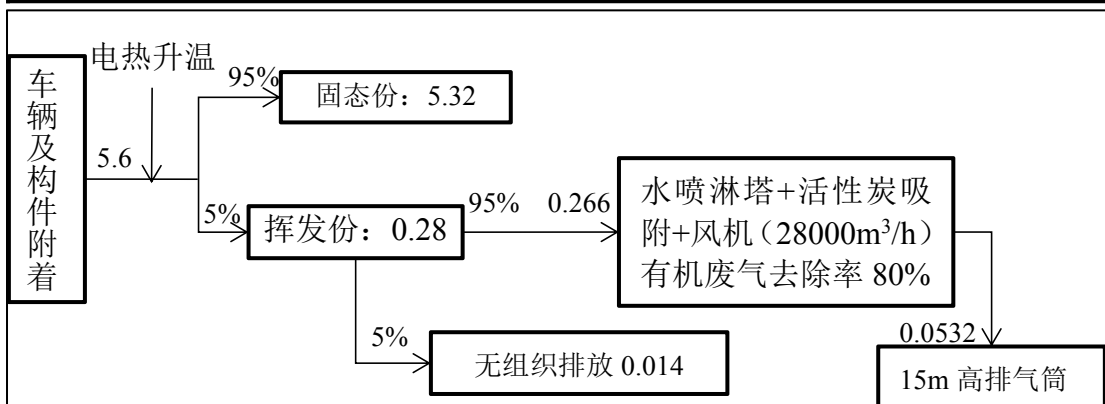 车辆及构件附着
电热升温
5.6
95%
固态份：5.32
5%
挥发份：0.28
95% 0.266
水喷淋塔+活性炭吸
附+风机（28000m³/h）
有机废气去除率 80%
5%
无组织排放 0.014
0.0532
15m 高排气筒